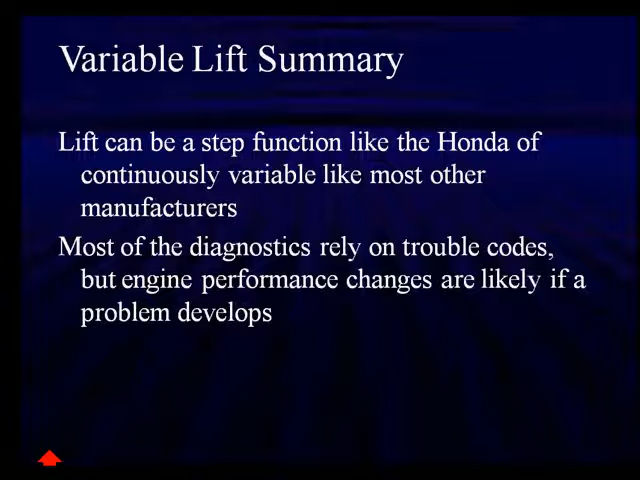 Variable Lift Summary
Lift can be a step function like the Honda of
continuously variable like most other
manufacturers
Most of the diagnostics rely on trouble codes,
but engine performance changes are likely if a
problem develops